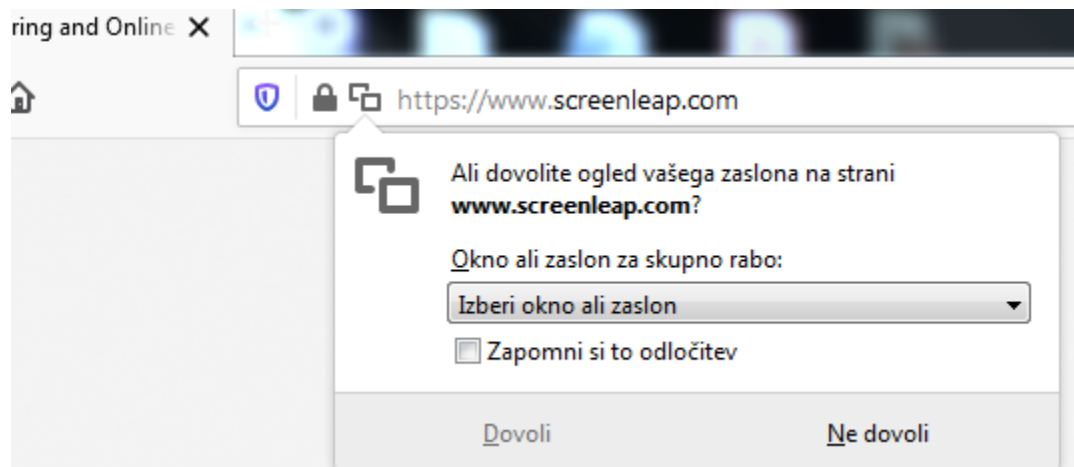 ring and Online
https://www.screenleap.com
Ali dovolite ogled vašega zaslona na strani
www.screenleap.com?
Okno ali zaslon za skupno rabo:
Izberi okno ali zaslon
Zapomni si to odločitev
Dovoli
Ne dovoli